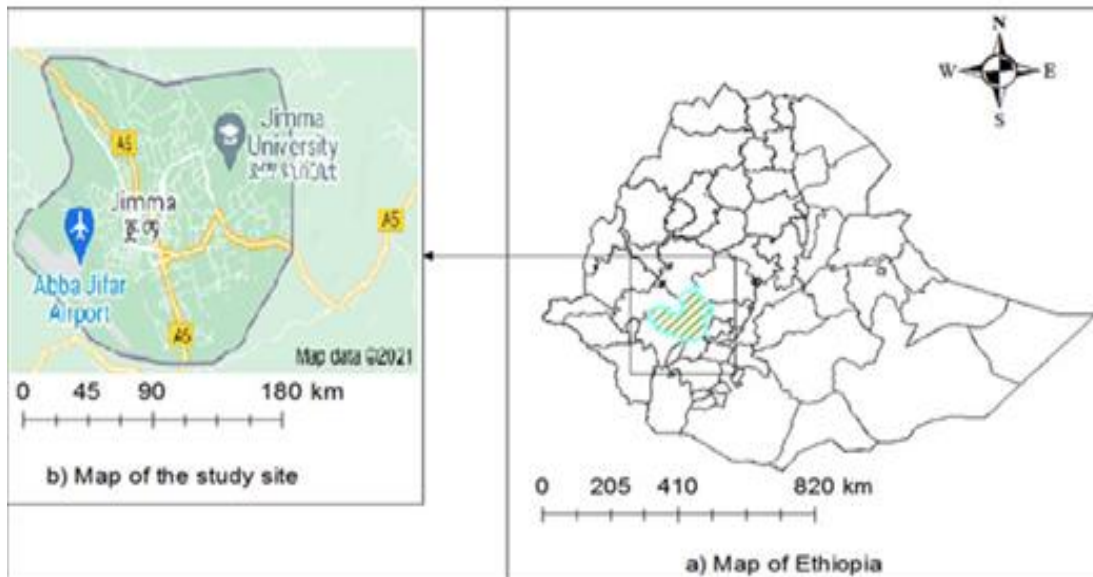 A5
Jimma
University
Jimma
ጅማ
A5
Abba Jifar
Airport
A5
Map data ©2021
0 45 90 180 km
b) Map of the study site
N
W E
S
0 205 410 820 km
a) Map of Ethiopia